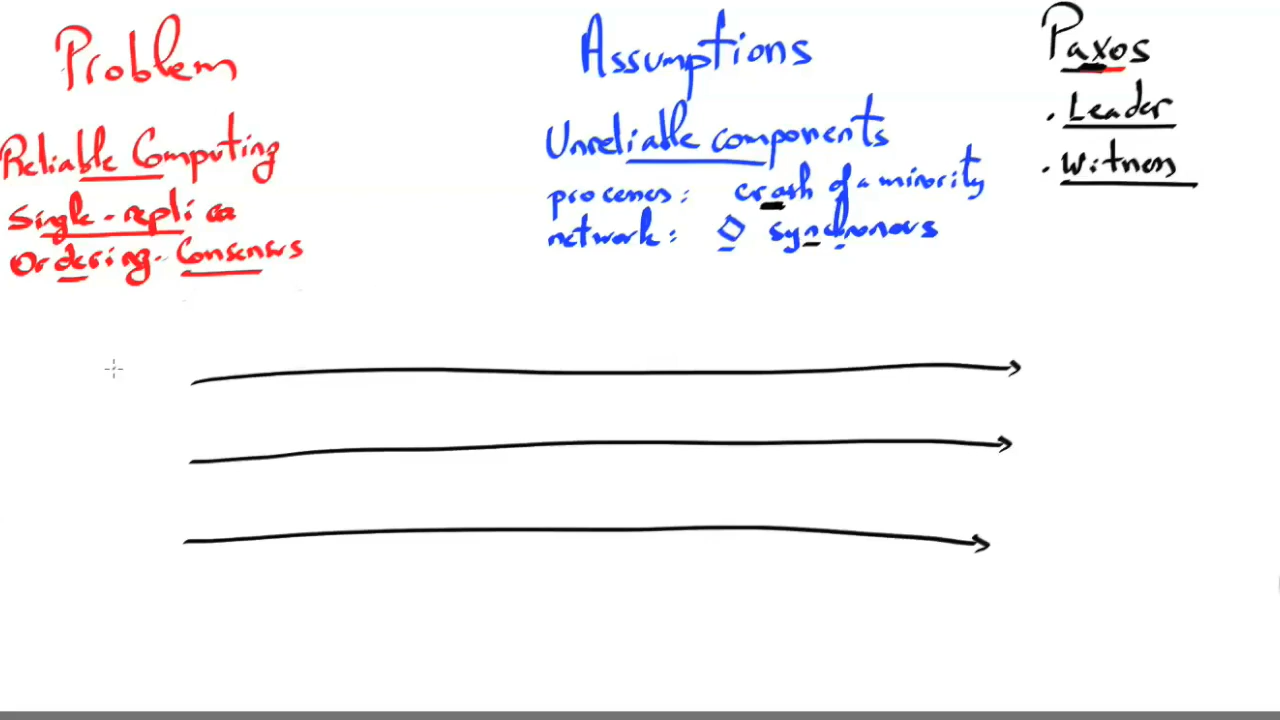 Problem
Reliable Computing
Single-replica
Ordering-Consensus
Assumptions
Unreliable components
processes: crash of a minority
network: ◇ synchronous
Paxos
. Leader
. Witness